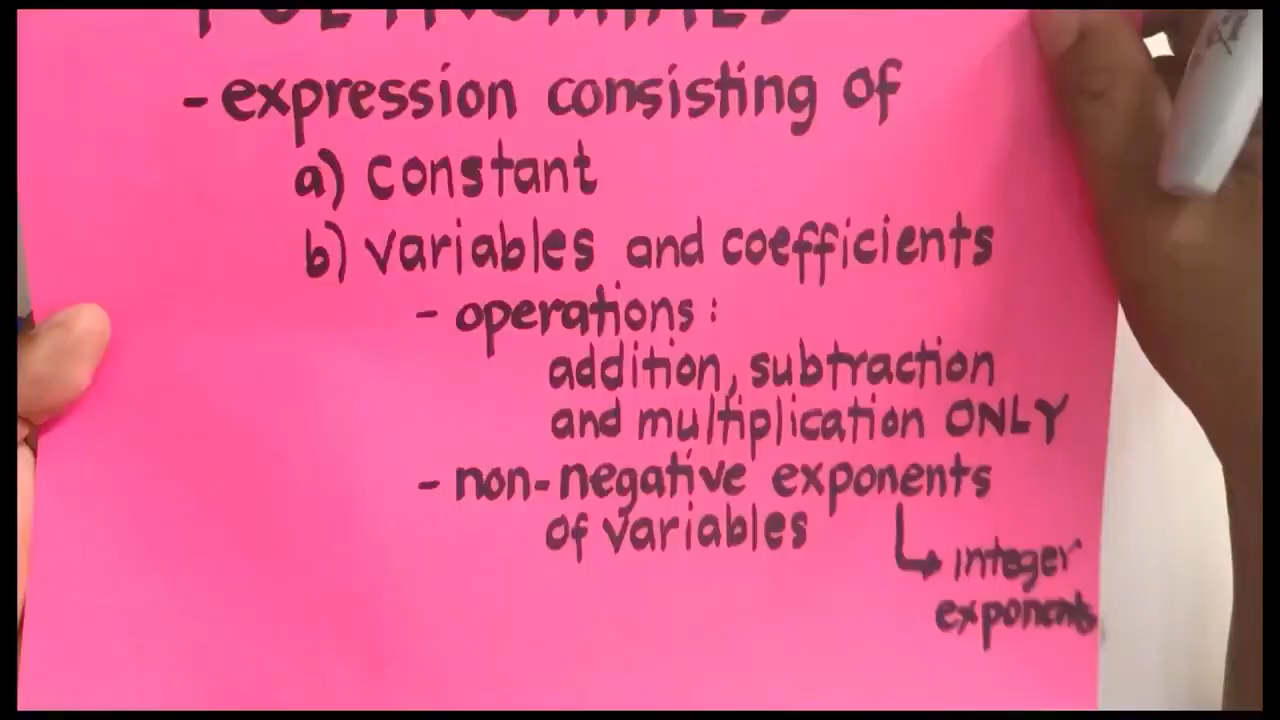 POLYNOMIALS
- expression consisting of
a) constant
b) variables and coefficients
- operations:
addition, subtraction
and multiplication ONLY
- non-negative exponents
of variables
↳ integer
exponents